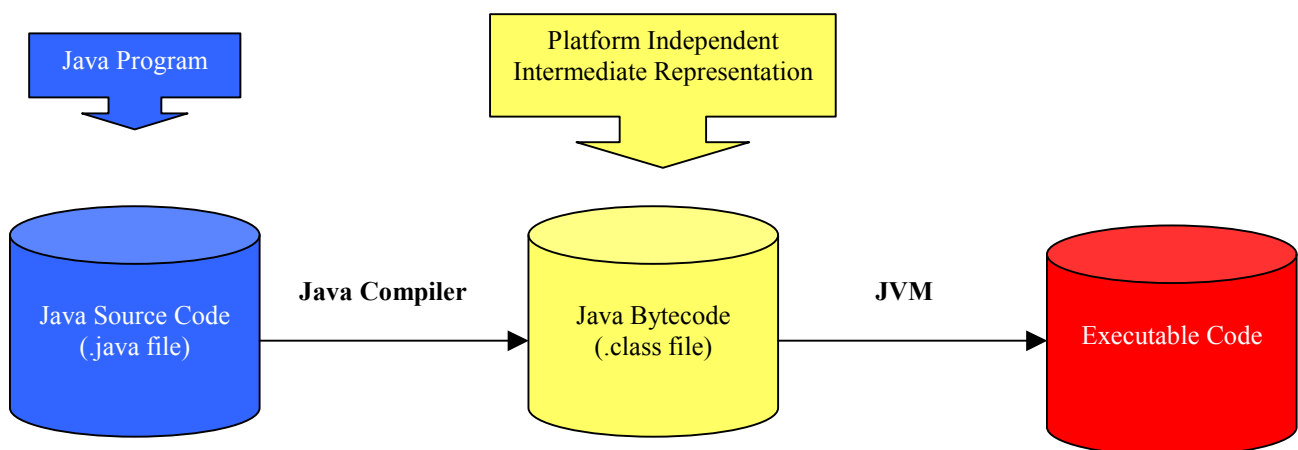 Java Program
Platform Independent
Intermediate Representation
Java Source Code
(.java file)
Java Compiler
Java Bytecode
(.class file)
JVM
Executable Code